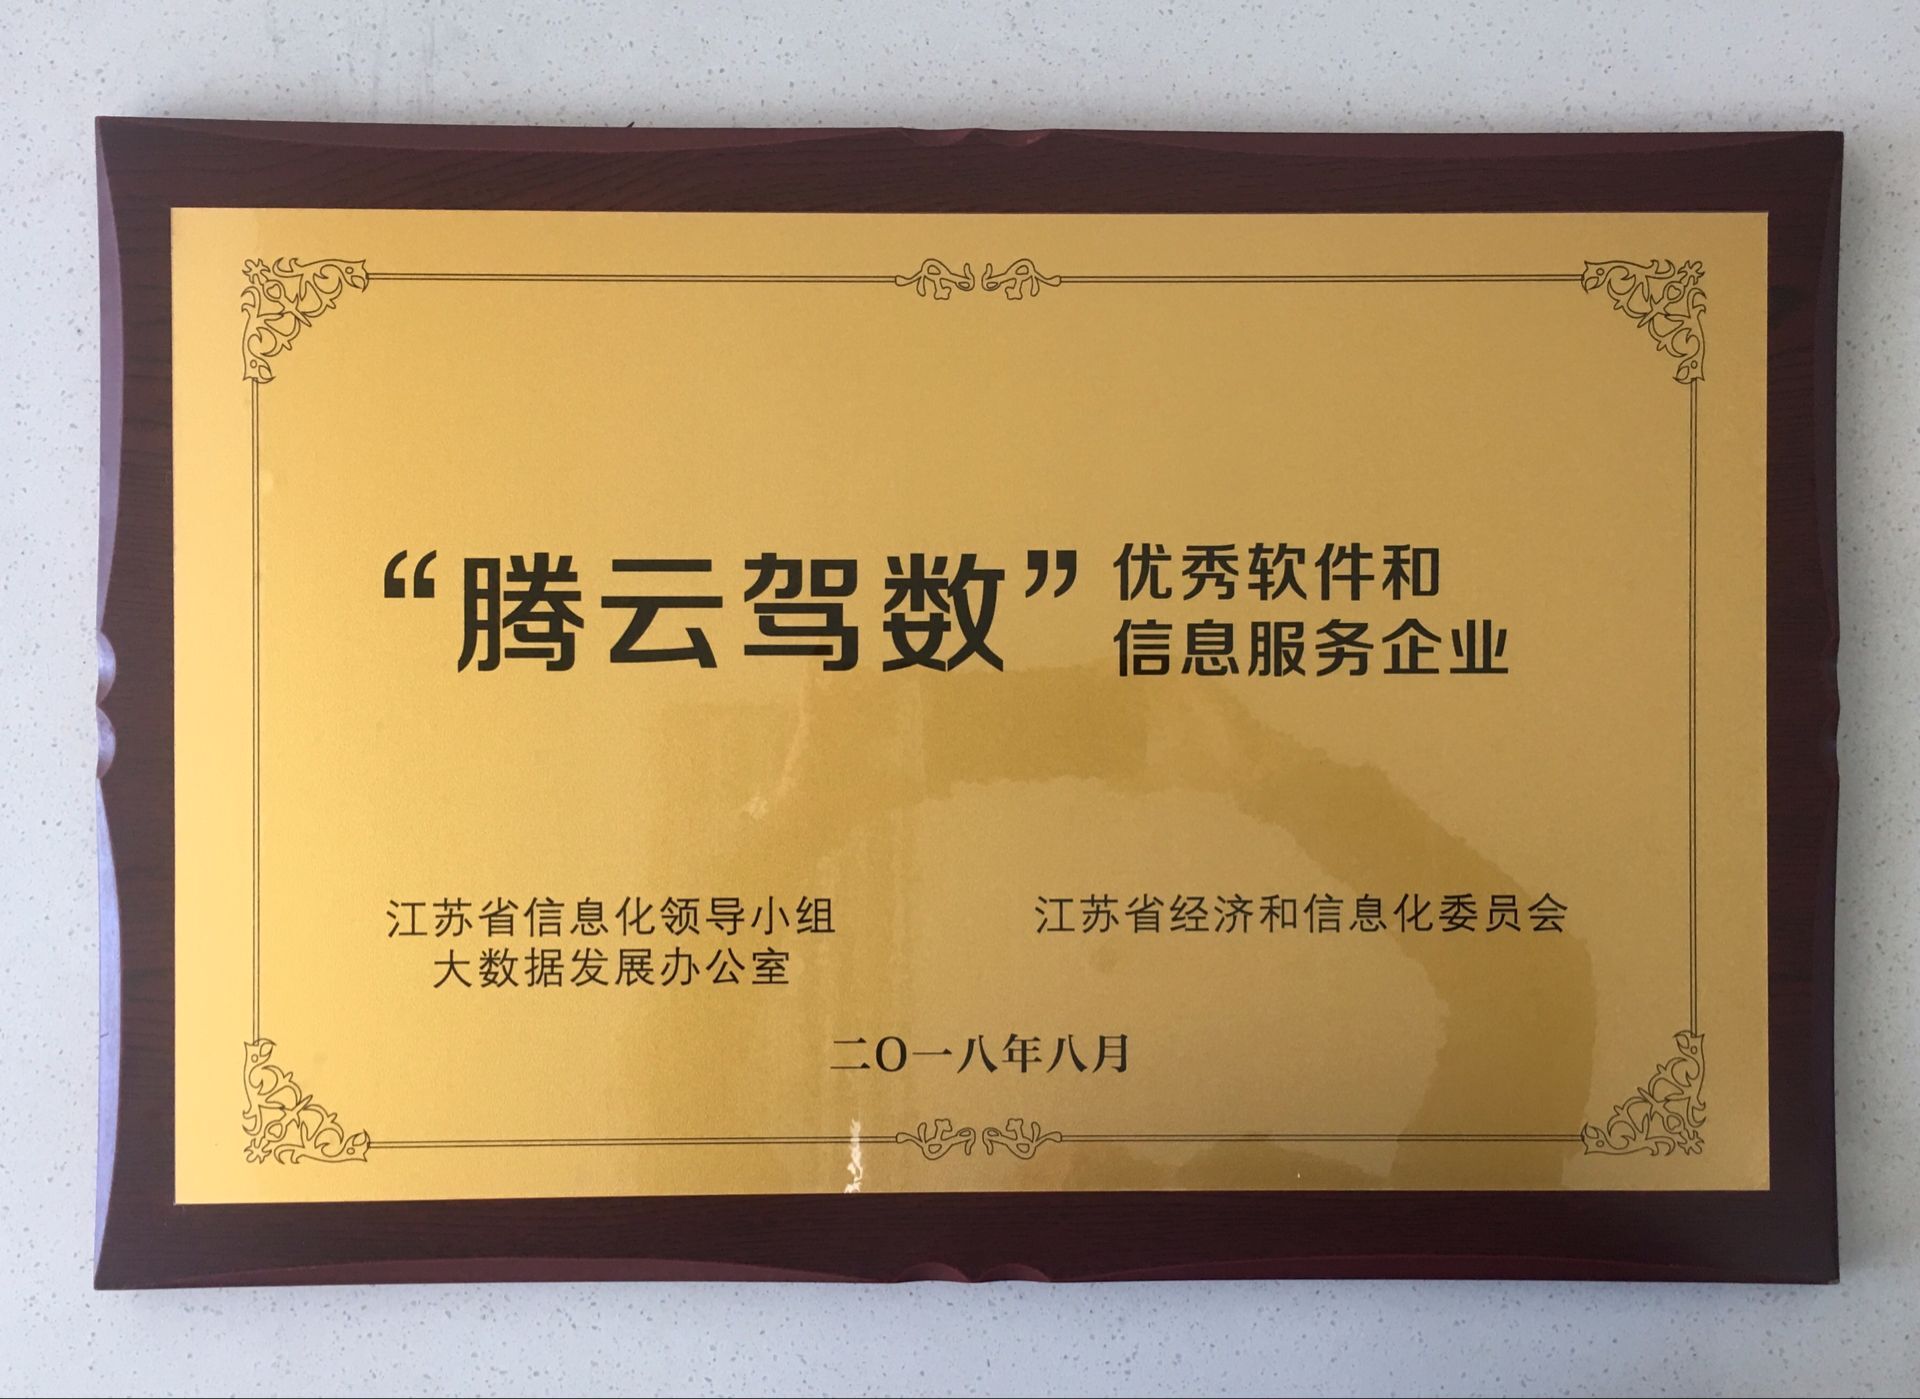 “腾云驾数”优秀软件和
信息服务企业
江苏省信息化领导小组
大数据发展办公室
江苏省经济和信息化委员会
二O一八年八月